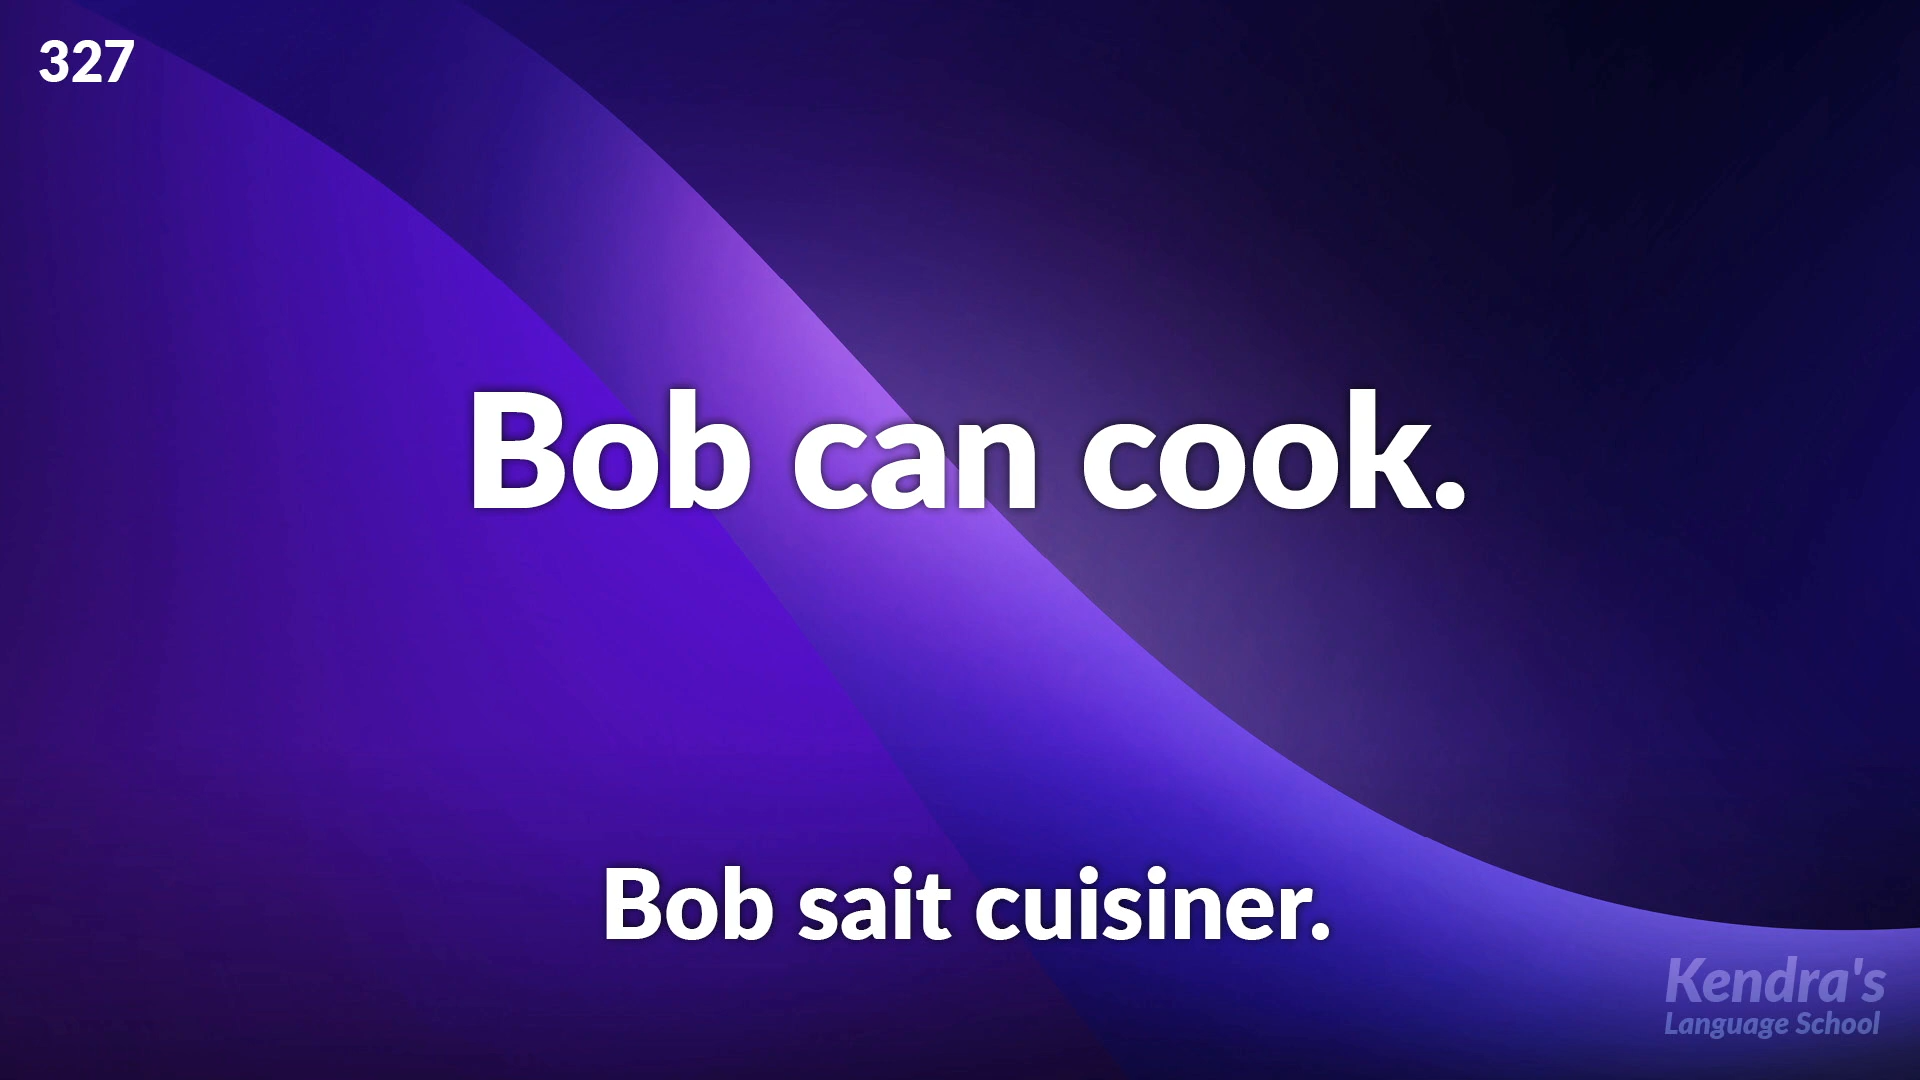 327
Bob can cook.
Bob sait cuisiner.
Kendra's
Language School